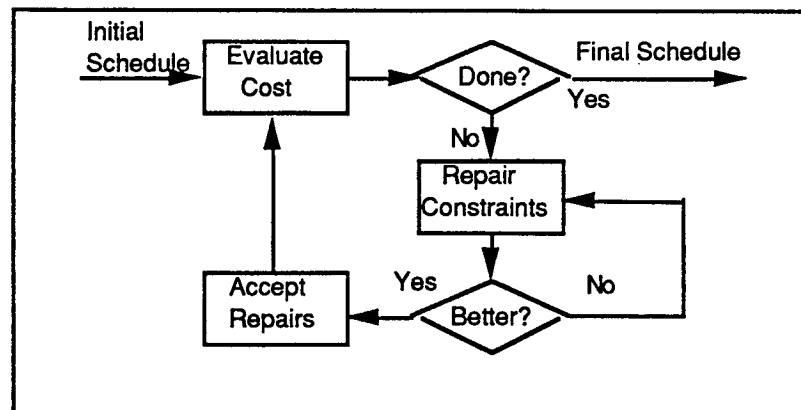 Initial
Schedule
Evaluate
Cost
Done?
Final Schedule
Yes
No
Repair
Constraints
Better?
Yes
No
Accept
Repairs